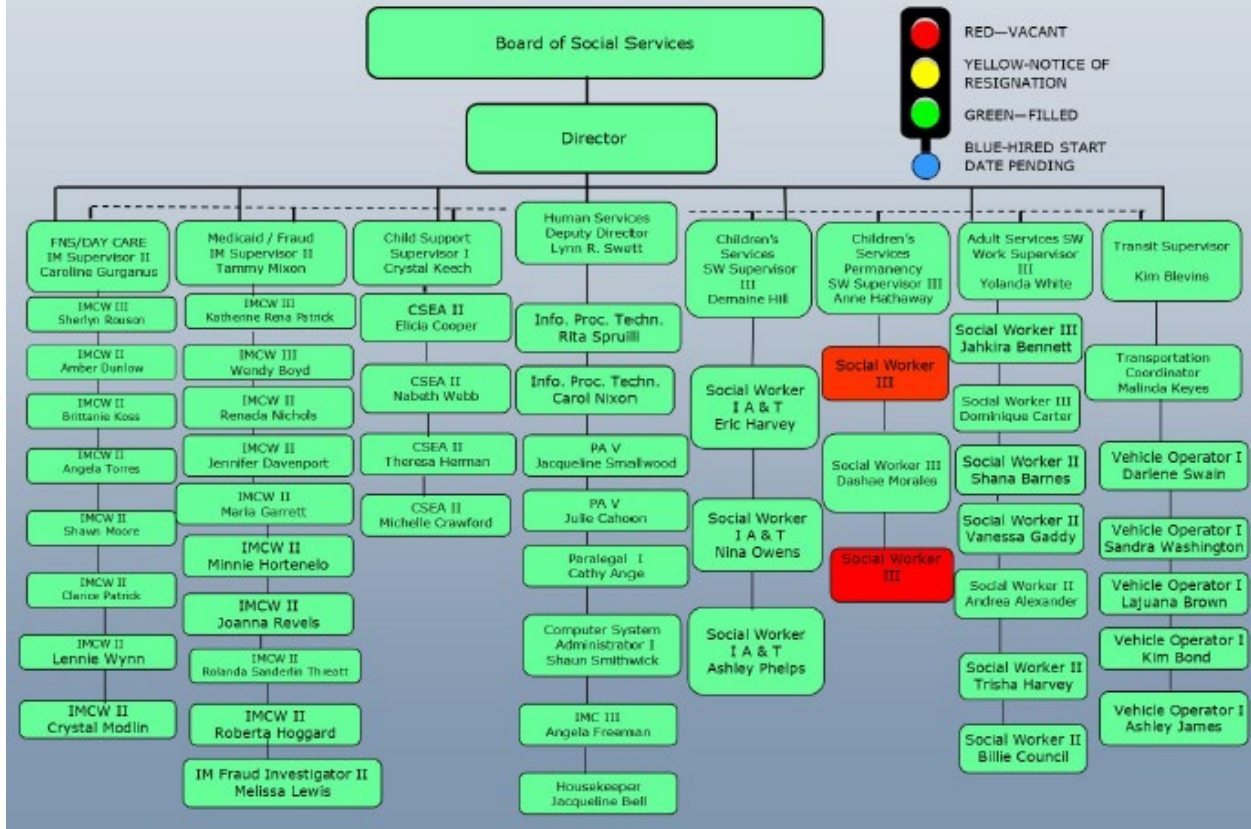 Board of Social Services
RED—VACANT
YELLOW-NOTICE OF
RESIGNATION
GREEN—FILLED
BLUE-HIRED START
DATE PENDING
Director
FNS/DAY CARE
IM Supervisor II
Caroline Gurganus
IMCW III
Sherlyn Rouson
IMCW II
Amber Dunlow
IMCW II
Brittanie Koss
IMCW II
Angela Torres
IMCW II
Shawn Moore
IMCW II
Clarice Patrick
IMCW II
Lennie Wynn
IMCW II
Crystal Modlin
Medicaid / Fraud
IM Supervisor II
Tammy Mixon
IMCW III
Katherine Rena Patrick
IMCW III
Wendy Boyd
IMCW II
Renada Nichols
IMCW II
Jennifer Davenport
IMCW II
Maria Garrett
IMCW II
Minnie Hortenelo
IMCW II
Joanna Revels
IMCW II
Rolanda Sanderlin Threatt
IMCW II
Roberta Hoggard
IM Fraud Investigator II
Melissa Lewis
Child Support
Supervisor I
Crystal Keech
CSEA II
Elicia Cooper
CSEA II
Nabeth Webb
CSEA II
Theresa Herman
CSEA II
Michelle Crawford
Human Services
Deputy Director
Lynn R. Swett
Info. Proc. Techn.
Rita Spruill
Info. Proc. Techn.
Carol Nixon
PA V
Jacqueline Smallwood
PA V
Julie Cahoon
Paralegal I
Cathy Ange
Computer System
Administrator I
Shaun Smithwick
IMC III
Angela Freeman
Housekeeper
Jacqueline Bell
Children's
Services
SW Supervisor
III
Demaine Hill
Social Worker
I A & T
Eric Harvey
Social Worker
I A & T
Nina Owens
Social Worker
I A & T
Ashley Phelps
Children's
Services
Permanency
SW Supervisor III
Anne Hathaway
Social Worker
III
Social Worker III
Dashae Morales
Social Worker
III
Adult Services SW
Work Supervisor
III
Yolanda White
Social Worker III
Jahkira Bennett
Social Worker III
Dominique Carter
Social Worker II
Shana Barnes
Social Worker II
Vanessa Gaddy
Social Worker II
Andrea Alexander
Social Worker II
Trisha Harvey
Social Worker II
Billie Council
Transit Supervisor
Kim Blevins
Transportation
Coordinator
Malinda Keyes
Vehicle Operator I
Darlene Swain
Vehicle Operator I
Sandra Washington
Vehicle Operator I
Lajuana Brown
Vehicle Operator I
Kim Bond
Vehicle Operator I
Ashley James